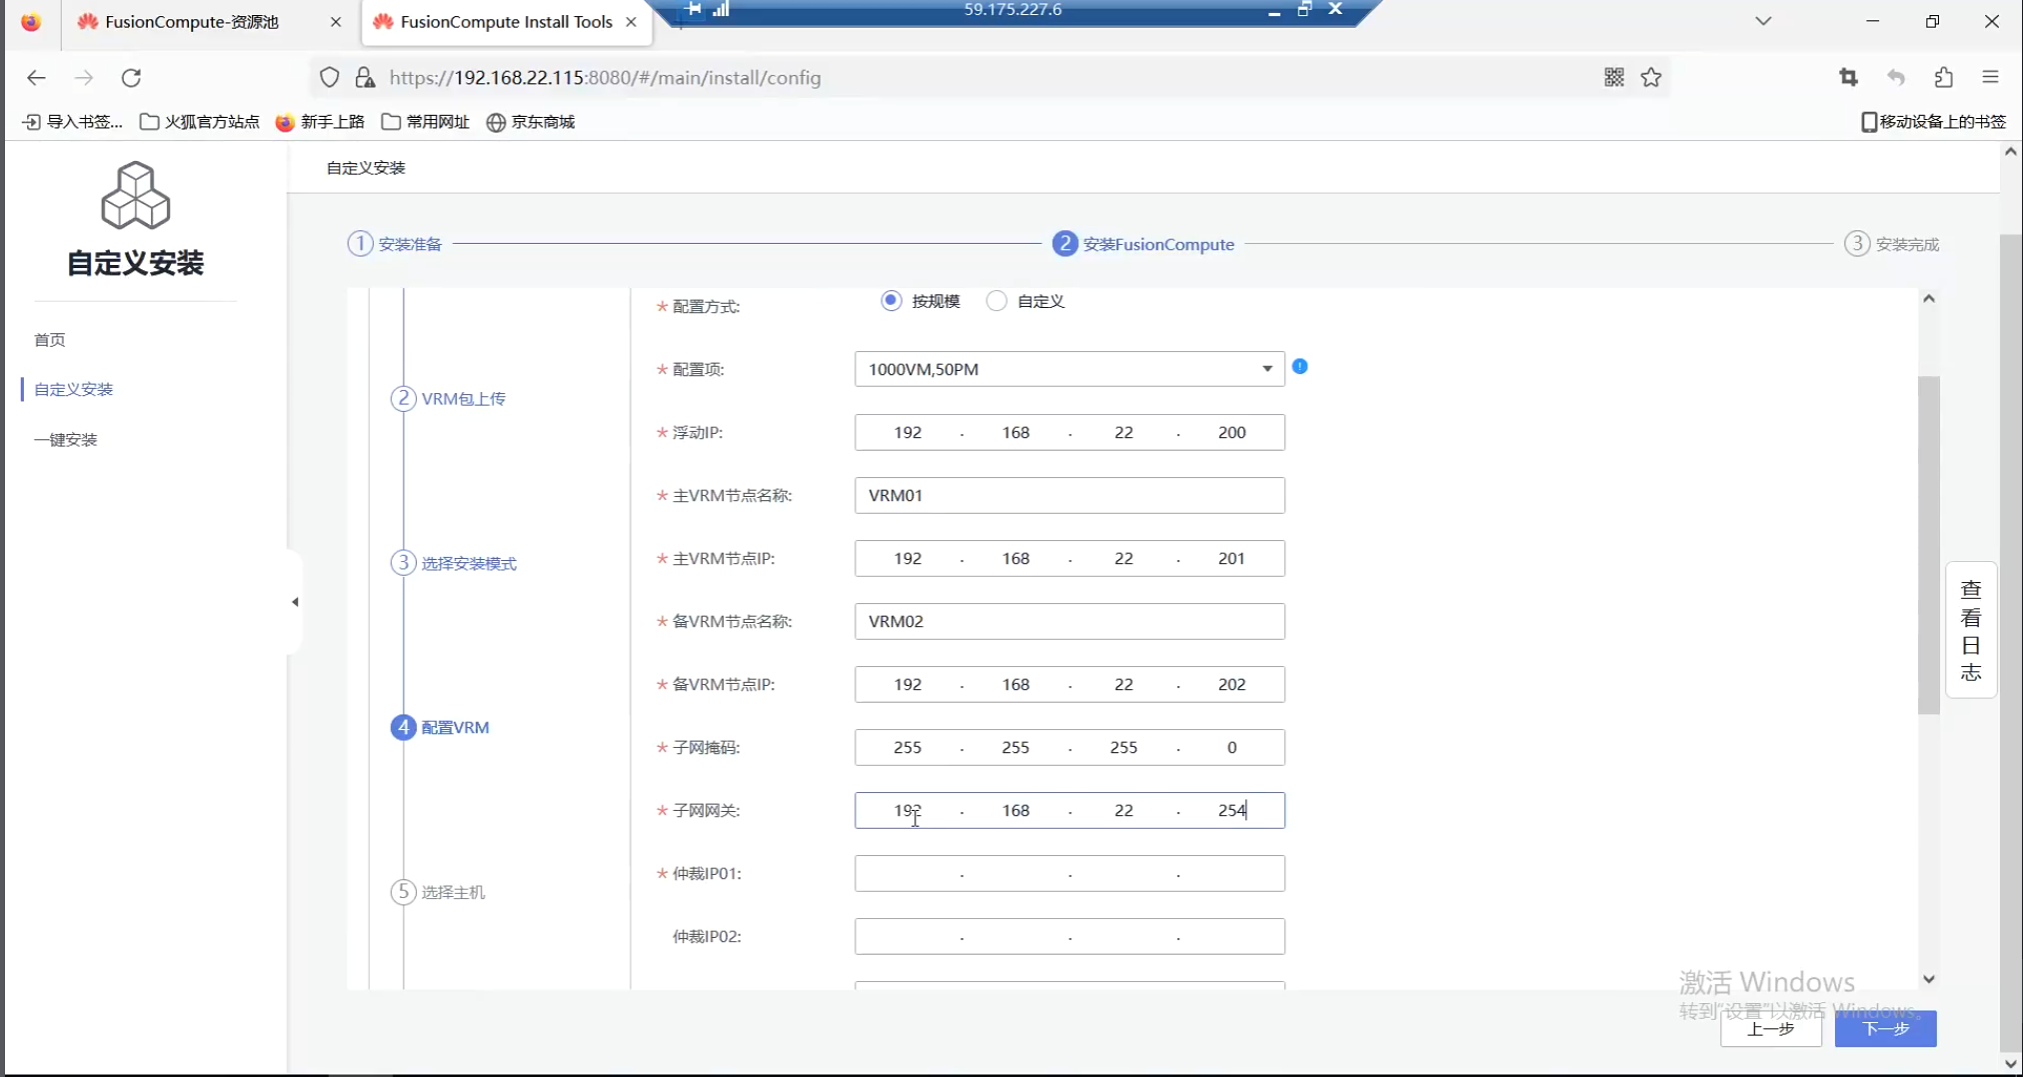 FusionCompute-资源池
FusionCompute Install Tools
59.175.227.6
https://192.168.22.115:8080/#/main/install/config
导入书签...
火狐官方站点
新手上路
常用网址
京东商城
移动设备上的书签
自定义安装
首页
自定义安装
一键安装
自定义安装
1 安装准备
2 安装FusionCompute
3 安装完成
2 VRM包上传
3 选择安装模式
4 配置VRM
5 选择主机
* 配置方式: 按规模 自定义
* 配置项: 1000VM,50PM
* 浮动IP: 192 . 168 . 22 . 200
* 主VRM节点名称: VRM01
* 主VRM节点IP: 192 . 168 . 22 . 201
* 备VRM节点名称: VRM02
* 备VRM节点IP: 192 . 168 . 22 . 202
* 子网掩码: 255 . 255 . 255 . 0
* 子网网关: 192 . 168 . 22 . 254
* 仲裁IP01: . . .
仲裁IP02: . . .
查看日志
激活 Windows
转到"设置"以激活 Windows。
上一步
下一步